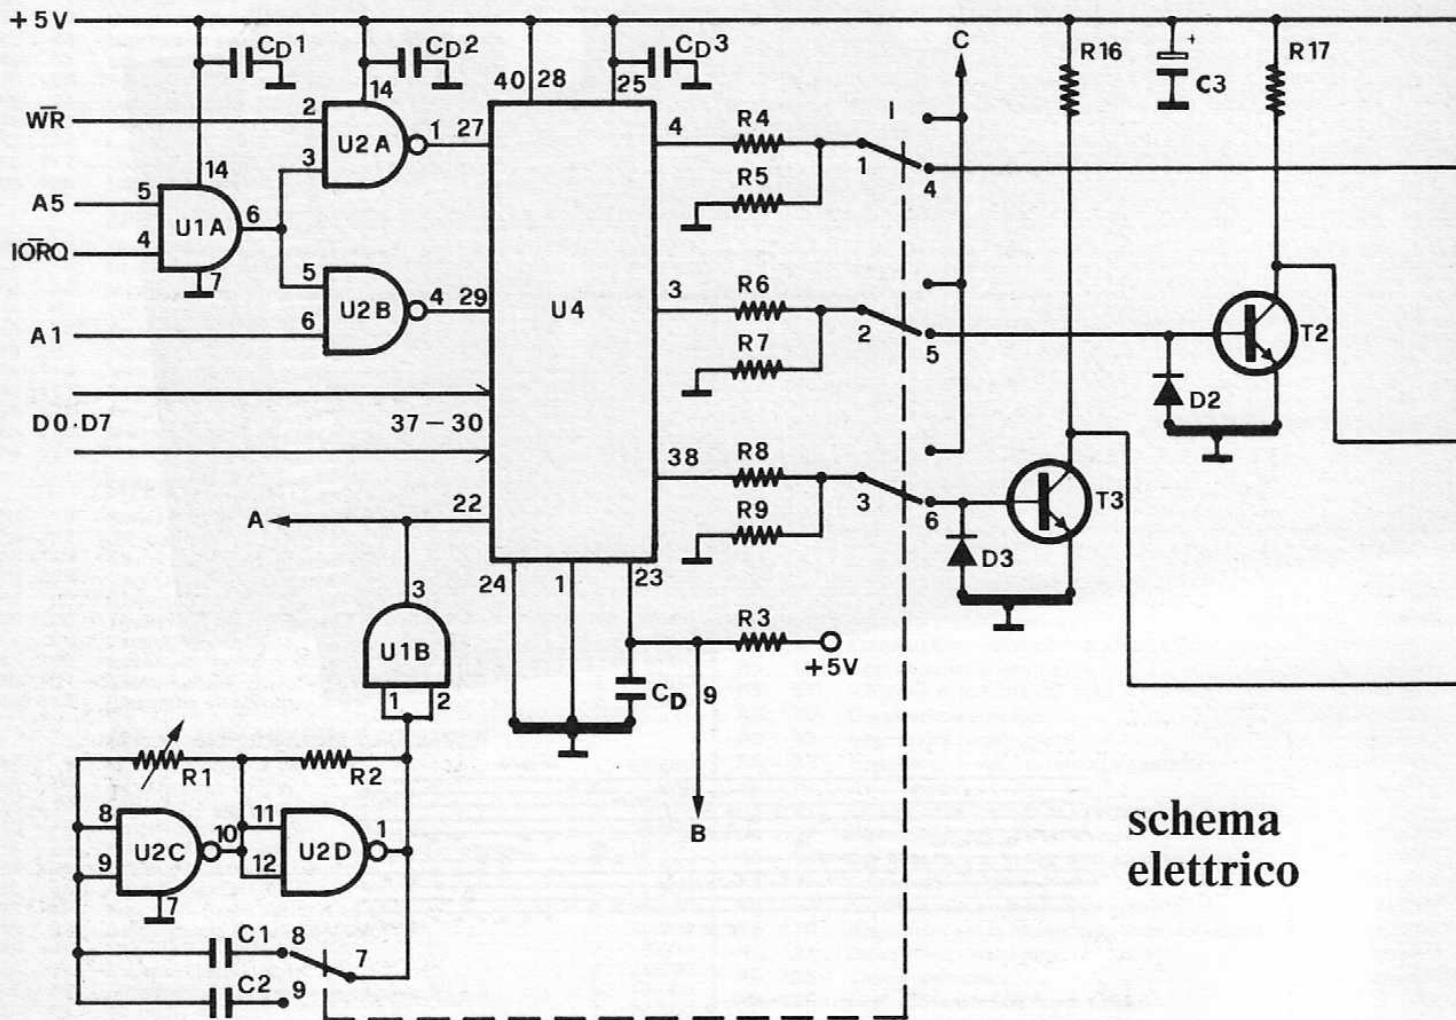 +5V
CD1
CD2
CD3
C
R16
+
C3
R17
40
28
25
14
W̅R̅
2
U2A
1
27
3
4
R4
I
1
4
R5
14
A5
5
U1A
6
I̅O̅R̅Q̅
4
7
5
U2B
4
29
6
A1
U4
3
R6
2
5
R7
T2
D2
D0·D7
37-30
38
R8
3
6
R9
T3
D3
A
22
24
1
23
3
U1B
1
2
R3
+5V
CD
9
B
R1
R2
8
U2C
10
9
7
11
U2D
1
12
C1
8
7
C2
9
schema
elettrico